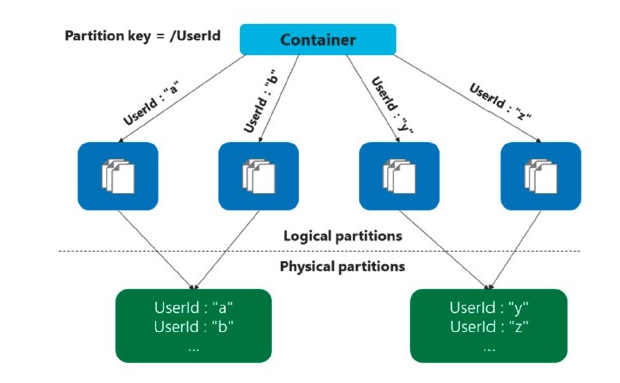 Partition key = /UserId
Container
UserId : "a"
UserId : "b"
UserId : "y"
UserId : "z"
Logical partitions
Physical partitions
UserId : "a"
UserId : "b"
...
UserId : "y"
UserId : "z"
...